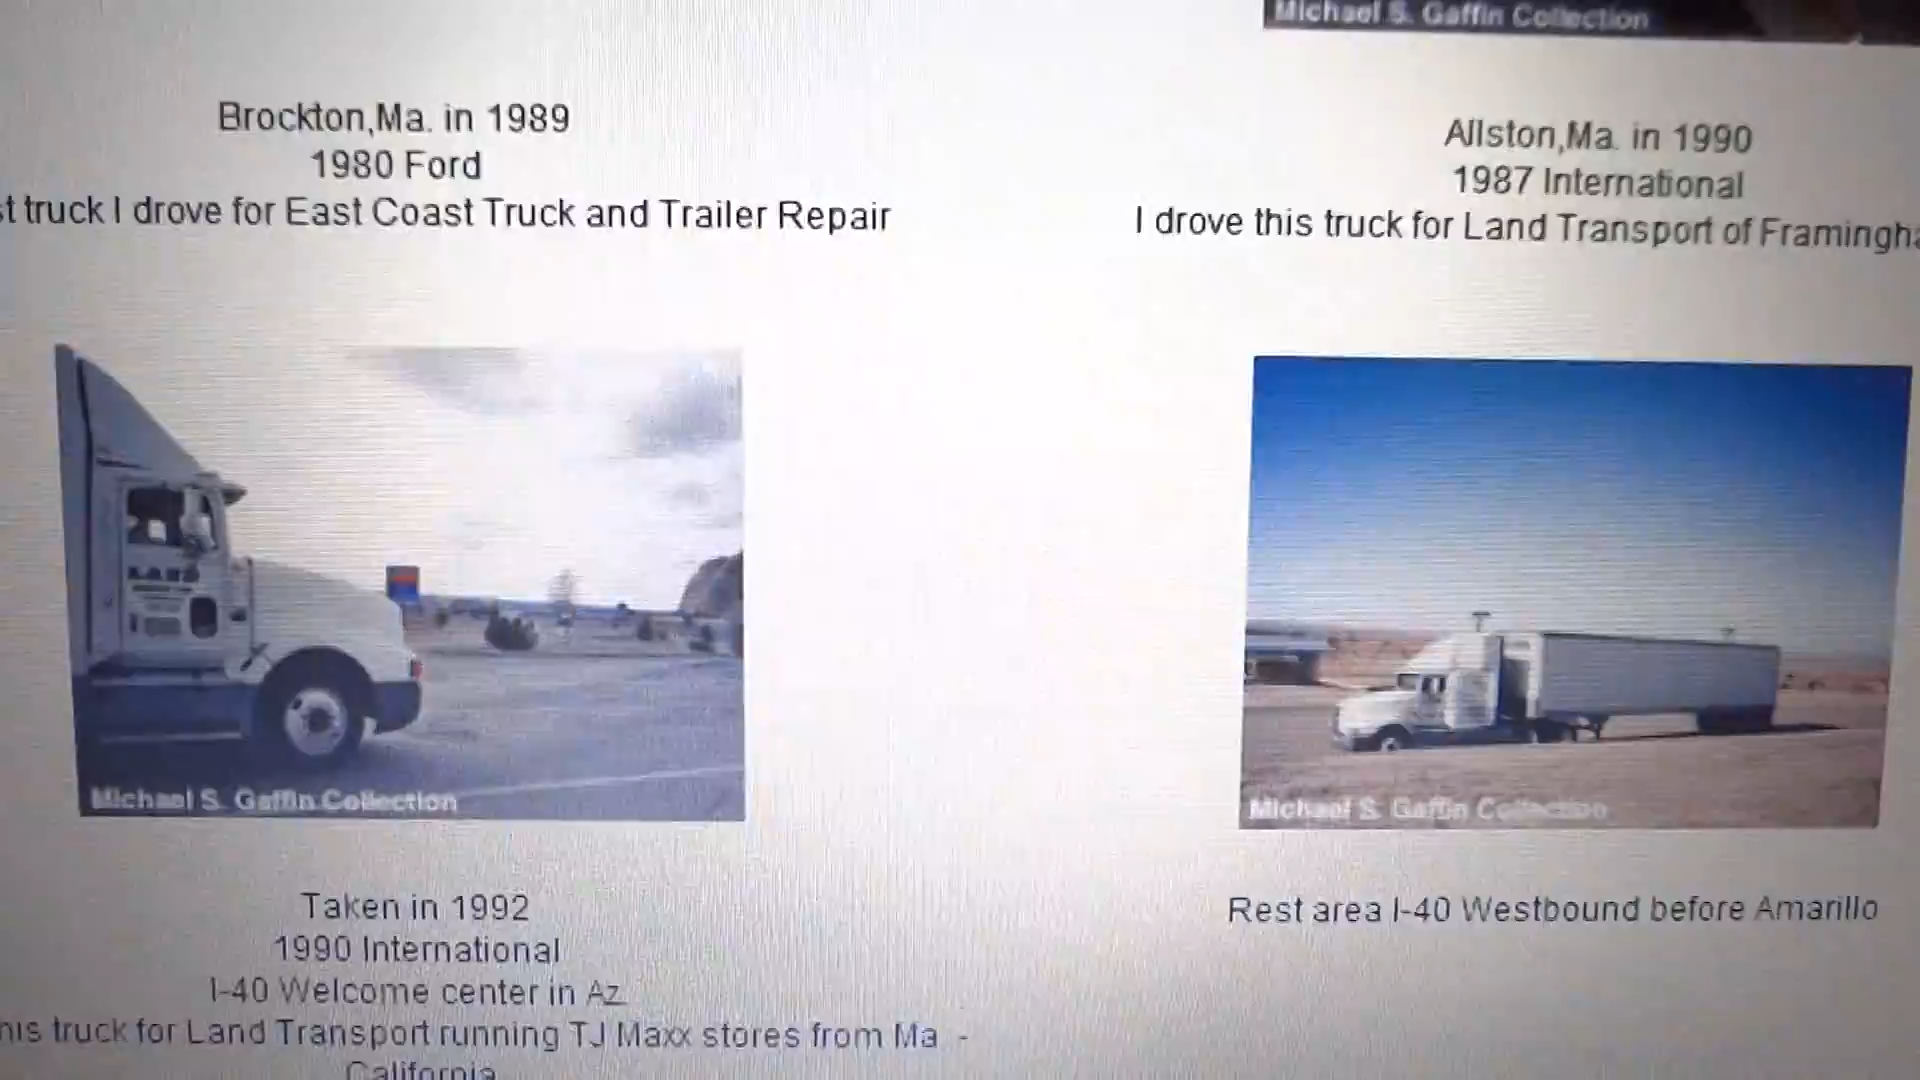 Michael S. Gaffin Collection
Brockton,Ma. in 1989
1980 Ford
truck I drove for East Coast Truck and Trailer Repair
Allston,Ma. in 1990
1987 International
I drove this truck for Land Transport of
LAND
Michael S. Gaffin Collection
Michael S. Gaffin Collection
Taken in 1992
1990 International
I-40 Welcome center in Az
truck for Land Transport running TJ Maxx stores from Ma -
California
Rest area I-40 Westbound before Amarillo